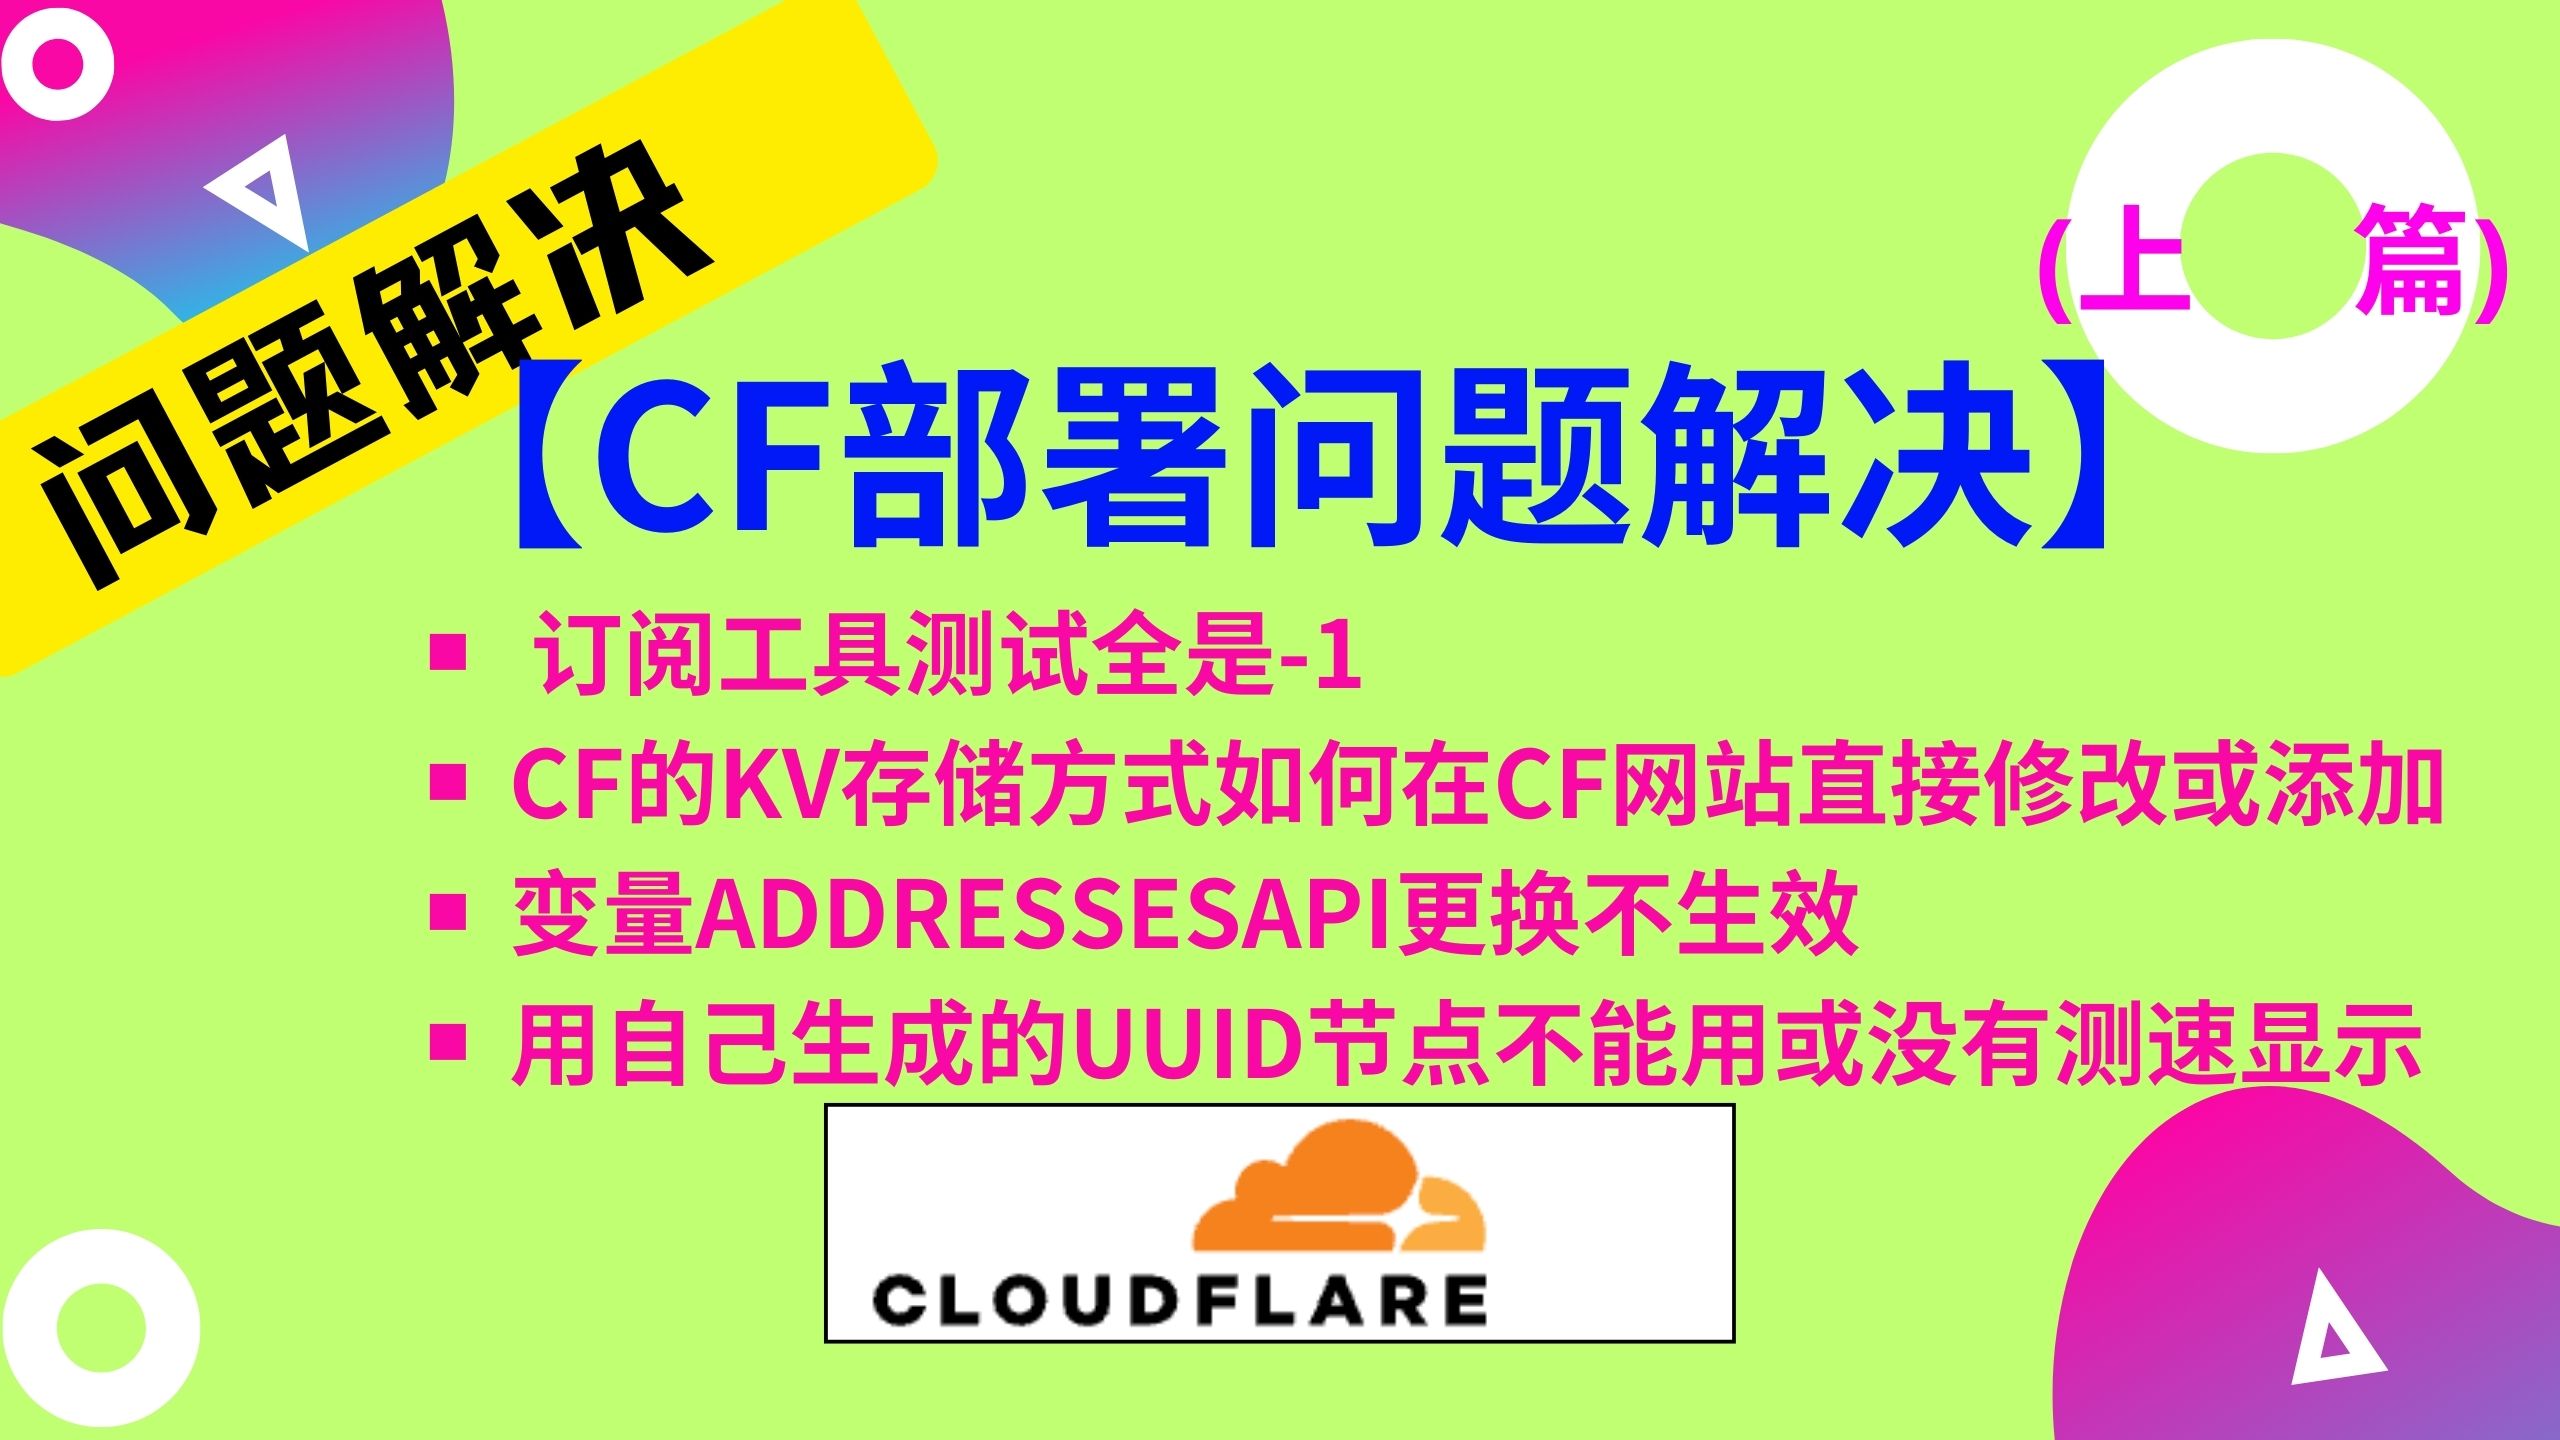 问题解决
(上 篇)
【CF部署问题解决】
▪ 订阅工具测试全是-1
▪ CF的KV存储方式如何在CF网站直接修改或添加
▪ 变量ADDRESSESAPI更换不生效
▪ 用自己生成的UUID节点不能用或没有测速显示
CLOUDFLARE